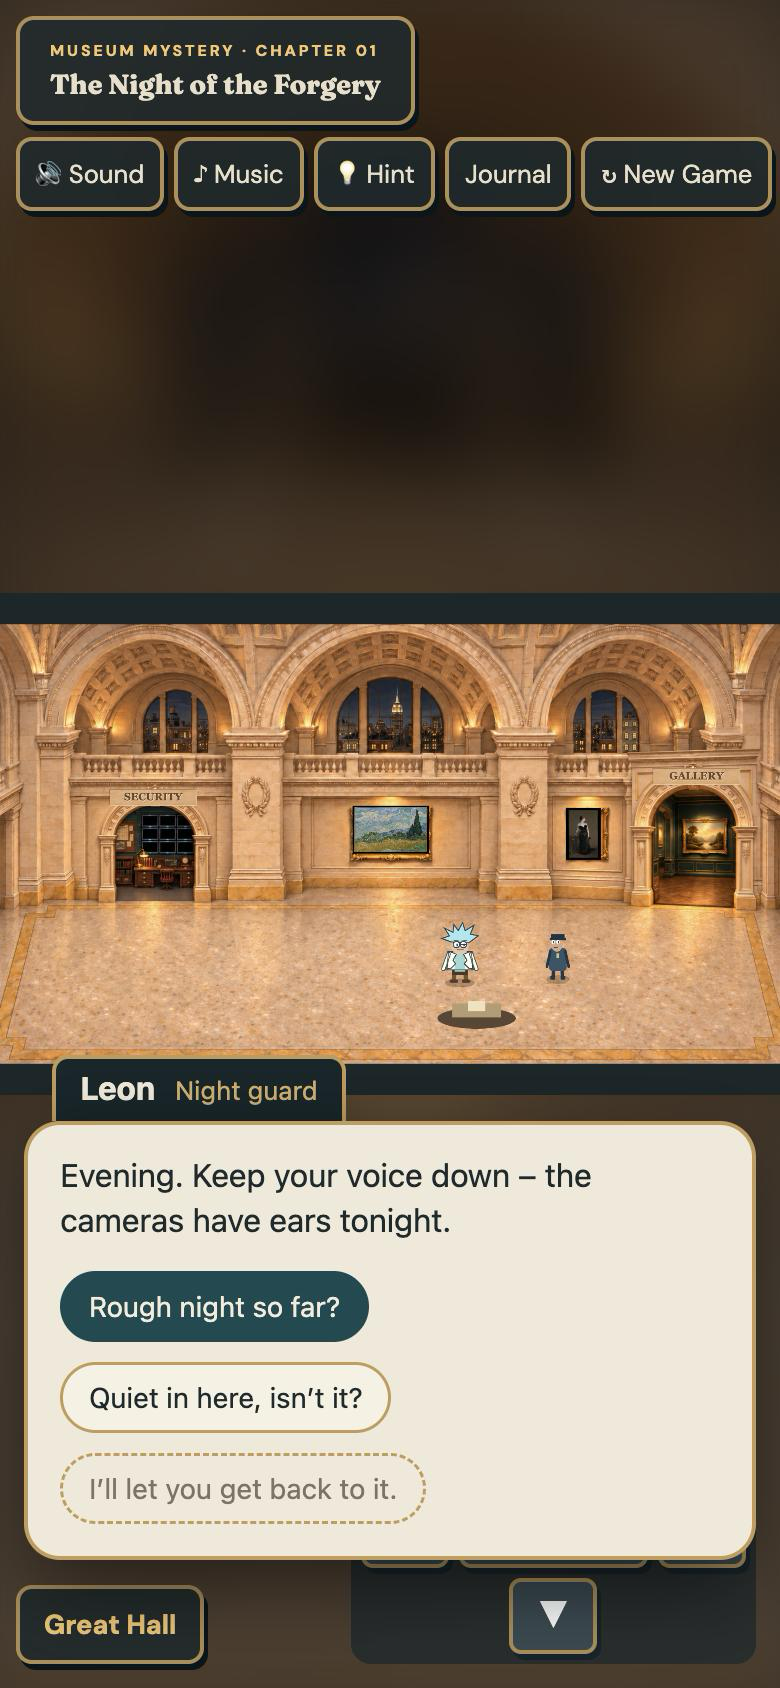 MUSEUM MYSTERY · CHAPTER 01
The Night of the Forgery
🔊 Sound
♪ Music
💡 Hint
Journal
↻ New Game
SECURITY
GALLERY
Leon Night guard
Evening. Keep your voice down – the
cameras have ears tonight.
Rough night so far?
Quiet in here, isn’t it?
I’ll let you get back to it.
Great Hall
▼